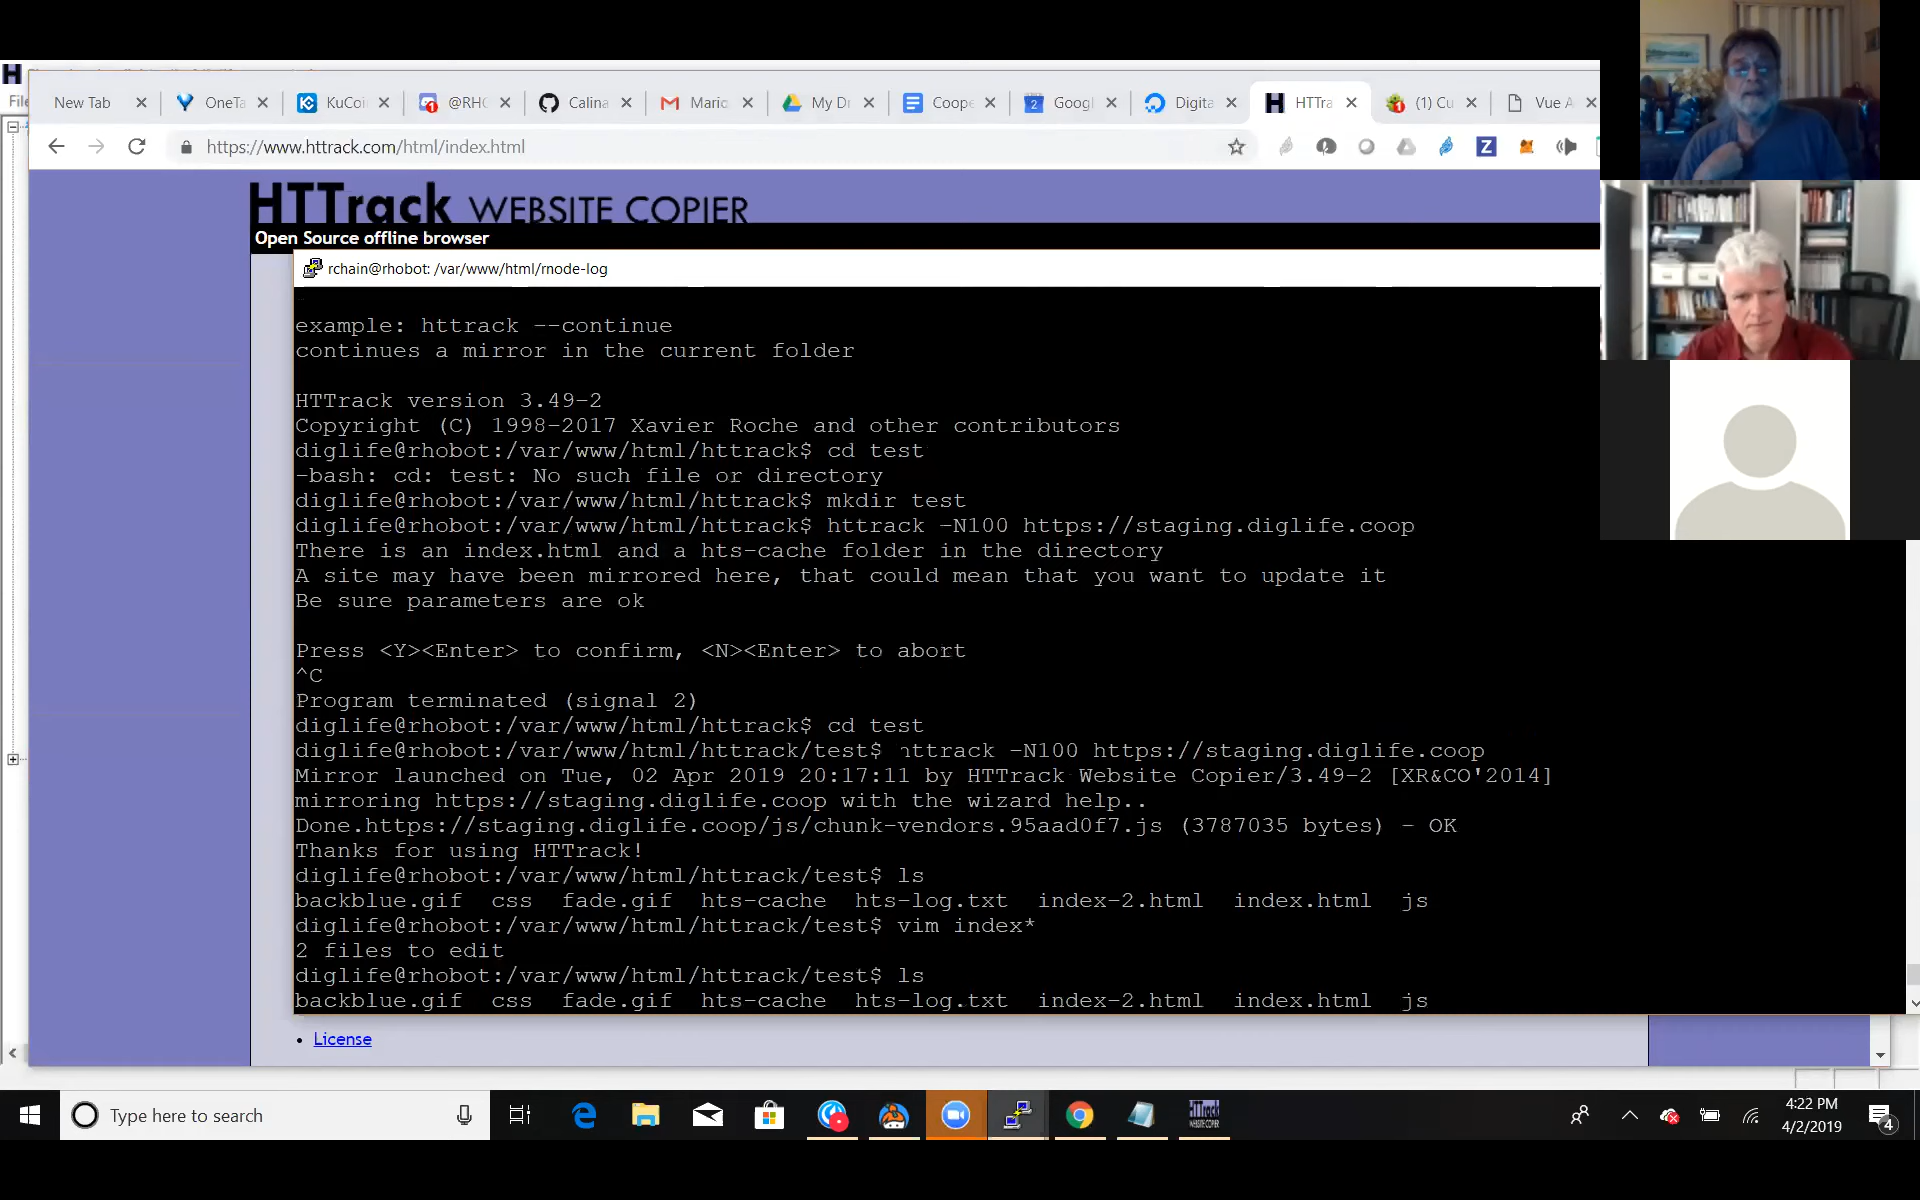 File
New Tab
OneTa
KuCoi
@RHO
Calina
Mario
My Dr
Coope
Googl
Digita
HTTra
(1) Cu
Vue A
https://www.httrack.com/html/index.html
HTTrack WEBSITE COPIER
Open Source offline browser
rchain@rhobot: /var/www/html/rnode-log
example: httrack --continue
continues a mirror in the current folder
HTTrack version 3.49-2
Copyright (C) 1998-2017 Xavier Roche and other contributors
diglife@rhobot:/var/www/html/httrack$ cd test
-bash: cd: test: No such file or directory
diglife@rhobot:/var/www/html/httrack$ mkdir test
diglife@rhobot:/var/www/html/httrack$ httrack -N100 https://staging.diglife.coop
There is an index.html and a hts-cache folder in the directory
A site may have been mirrored here, that could mean that you want to update it
Be sure parameters are ok
Press <Y><Enter> to confirm, <N><Enter> to abort
^C
Program terminated (signal 2)
diglife@rhobot:/var/www/html/httrack$ cd test
diglife@rhobot:/var/www/html/httrack/test$ httrack -N100 https://staging.diglife.coop
Mirror launched on Tue, 02 Apr 2019 20:17:11 by HTTrack Website Copier/3.49-2 [XR&CO'2014]
mirroring https://staging.diglife.coop with the wizard help..
Done.https://staging.diglife.coop/js/chunk-vendors.95aad0f7.js (3787035 bytes) - OK
Thanks for using HTTrack!
diglife@rhobot:/var/www/html/httrack/test$ ls
backblue.gif css fade.gif hts-cache hts-log.txt index-2.html index.html js
diglife@rhobot:/var/www/html/httrack/test$ vim index*
2 files to edit
diglife@rhobot:/var/www/html/httrack/test$ ls
backblue.gif css fade.gif hts-cache hts-log.txt index-2.html index.html js
License
Type here to search
HTTrack
WEBSITE COPIER
4:22 PM
4/2/2019
4